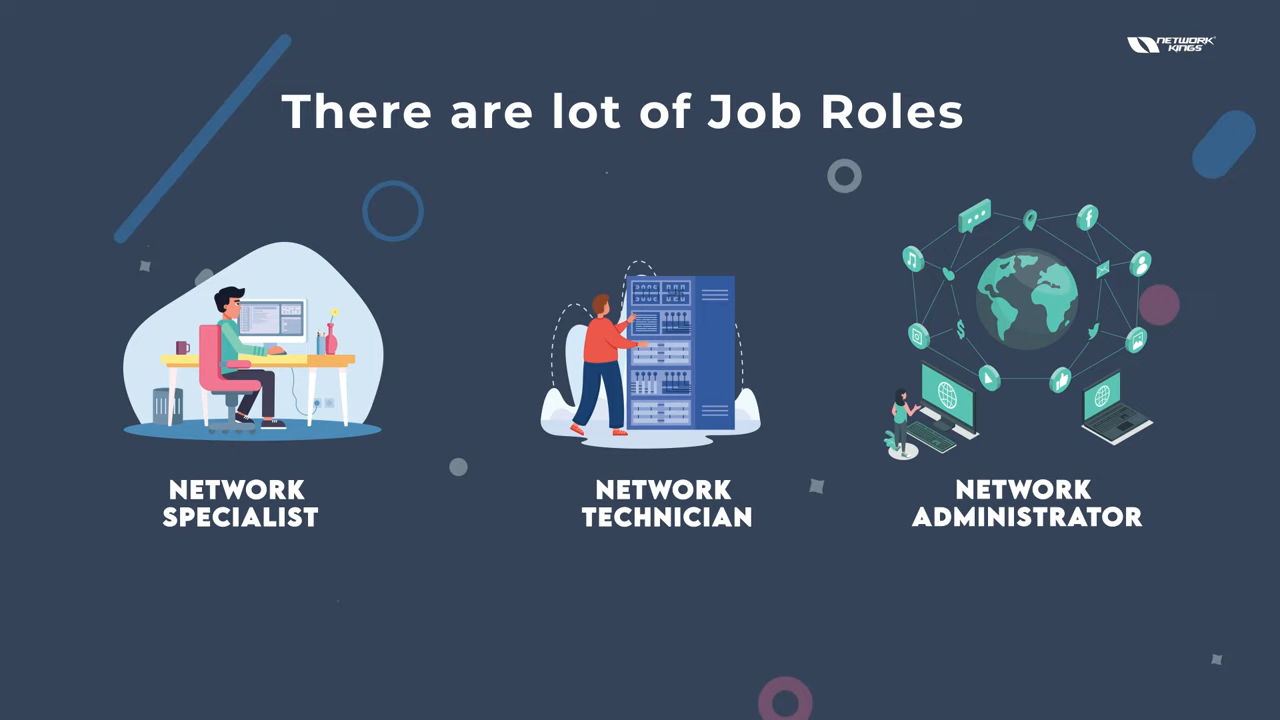 NETWORK
KINGS
There are lot of Job Roles
NETWORK
SPECIALIST
NETWORK
TECHNICIAN
NETWORK
ADMINISTRATOR